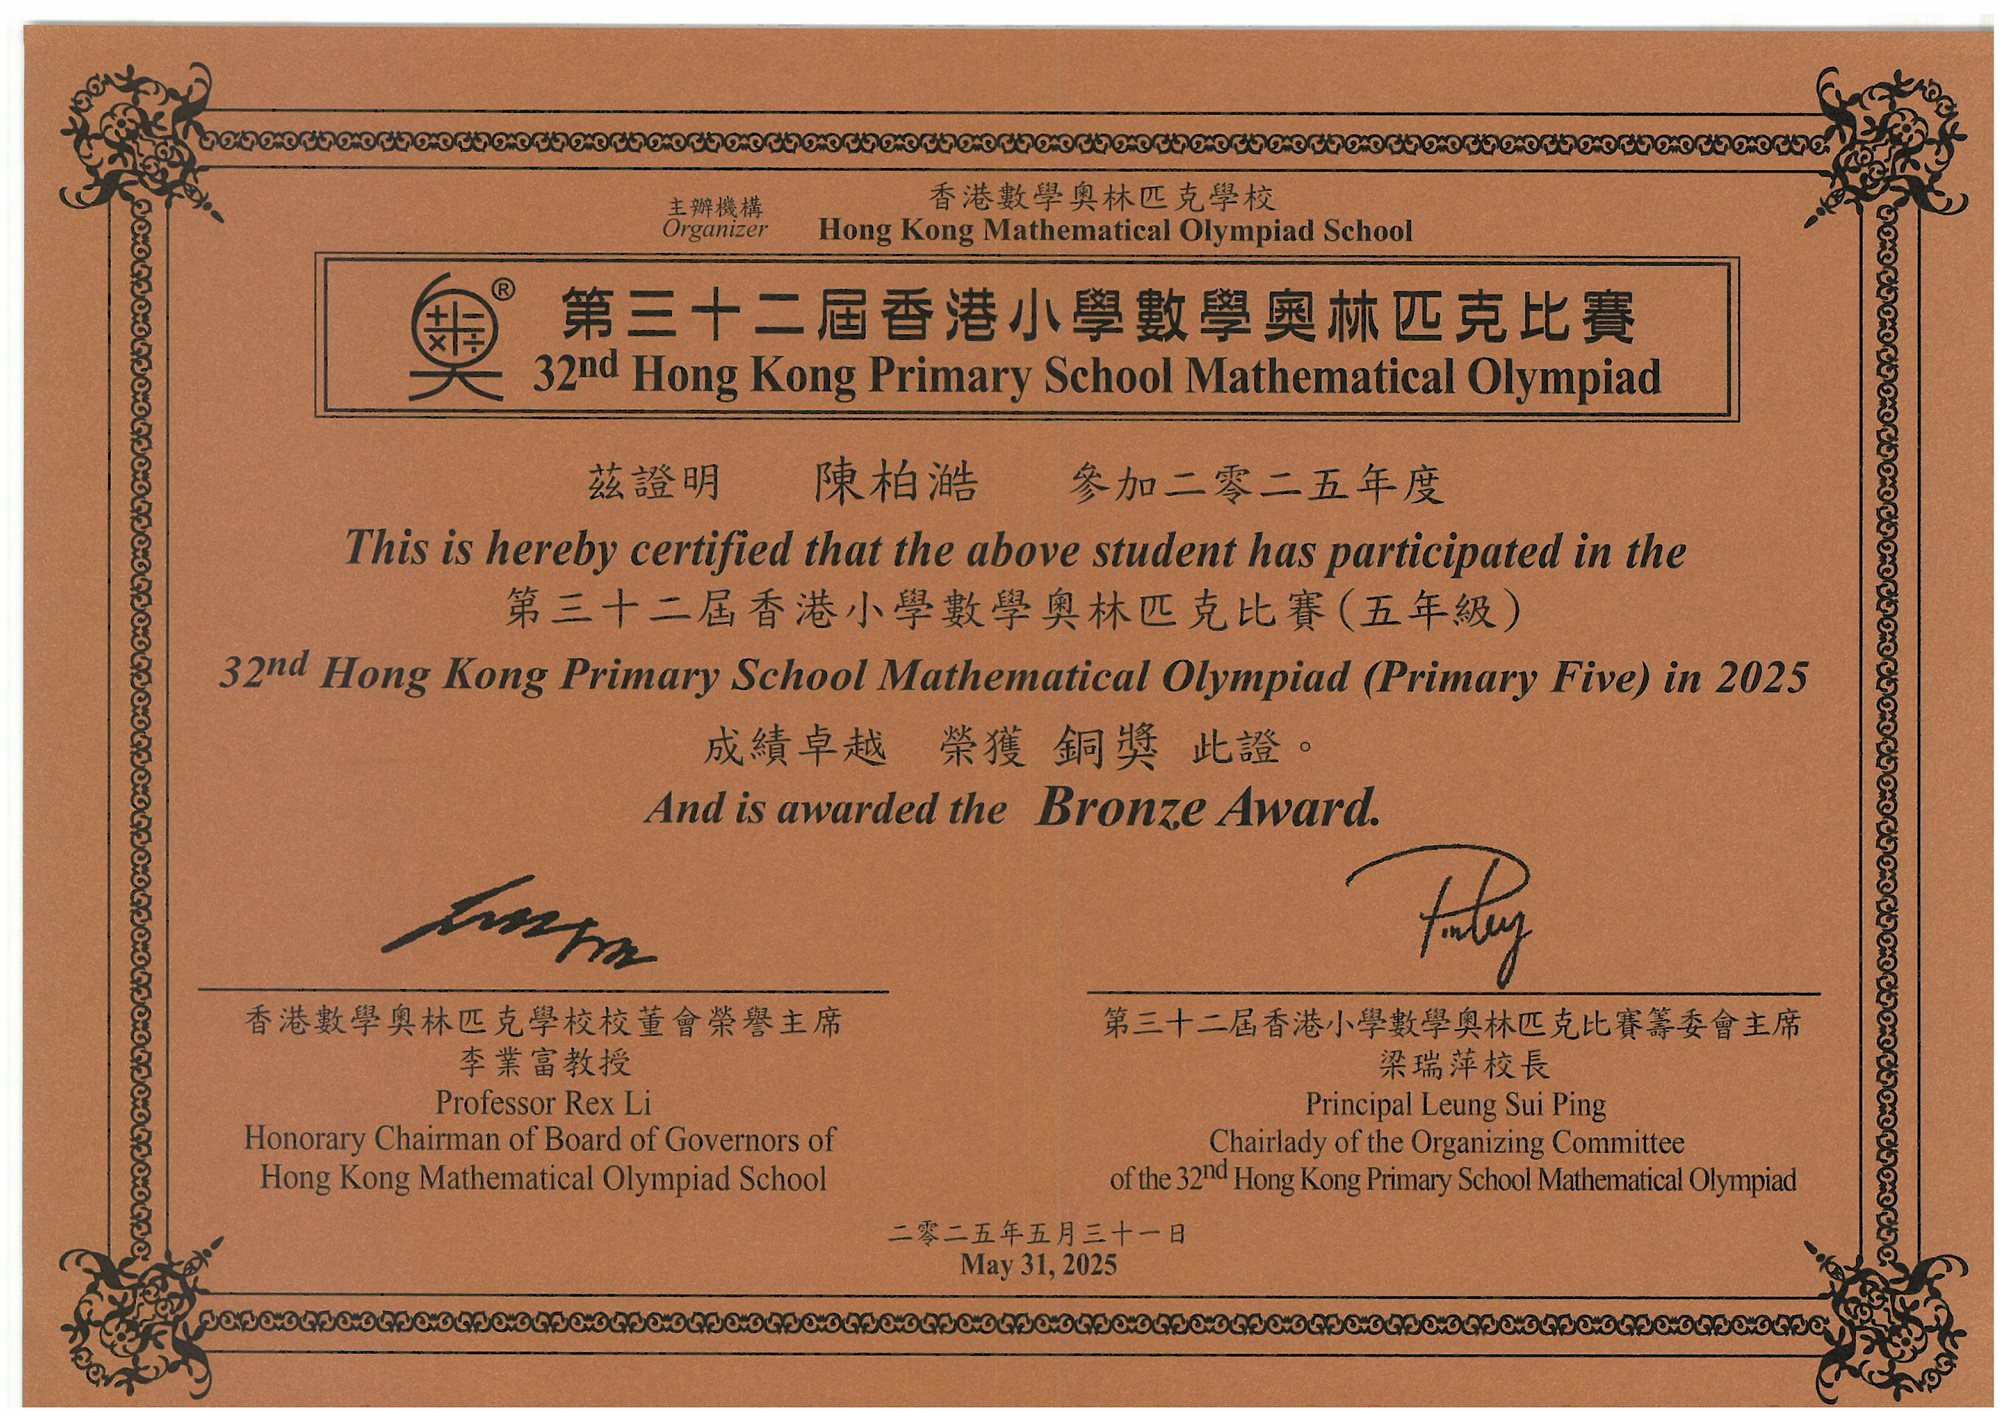 主辦機構 香港數學奧林匹克學校
Organizer Hong Kong Mathematical Olympiad School
第三十二屆香港小學數學奧林匹克比賽
32nd Hong Kong Primary School Mathematical Olympiad
茲證明 陳柏澔 參加二零二五年度
This is hereby certified that the above student has participated in the
第三十二屆香港小學數學奧林匹克比賽(五年級)
32nd Hong Kong Primary School Mathematical Olympiad (Primary Five) in 2025
成績卓越 榮獲 銅獎 此證。
And is awarded the Bronze Award.
香港數學奧林匹克學校校董會榮譽主席
李業富教授
Professor Rex Li
Honorary Chairman of Board of Governors of
Hong Kong Mathematical Olympiad School
第三十二屆香港小學數學奧林匹克比賽籌委會主席
梁瑞萍校長
Principal Leung Sui Ping
Chairlady of the Organizing Committee
of the 32nd Hong Kong Primary School Mathematical Olympiad
二零二五年五月三十一日
May 31, 2025